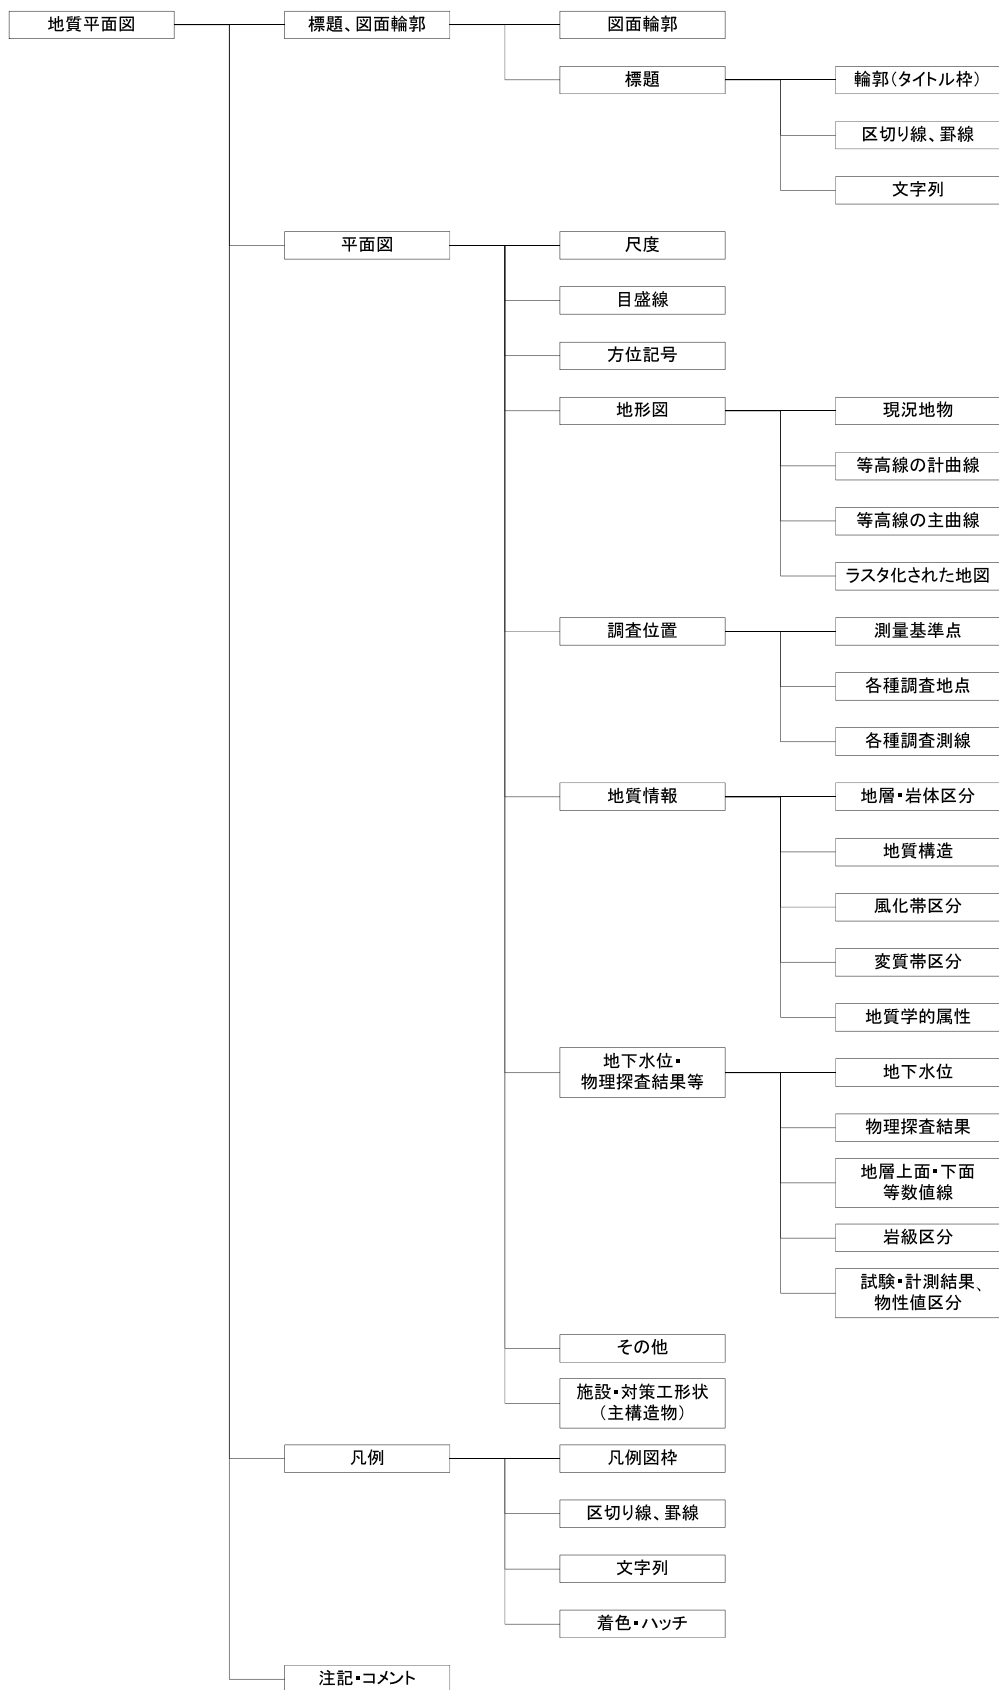 地質平面図
標題、図面輪郭
図面輪郭
標題
輪郭(タイトル枠)
区切り線、罫線
文字列
平面図
尺度
目盛線
方位記号
地形図
現況地物
等高線の計曲線
等高線の主曲線
ラスタ化された地図
調査位置
測量基準点
各種調査地点
各種調査測線
地質情報
地層・岩体区分
地質構造
風化帯区分
変質帯区分
地質学的属性
地下水位・
物理探査結果等
地下水位
物理探査結果
地層上面・下面
等数値線
岩級区分
試験・計測結果、
物性値区分
その他
施設・対策工形状
(主構造物)
凡例
凡例図枠
区切り線、罫線
文字列
着色・ハッチ
注記・コメント